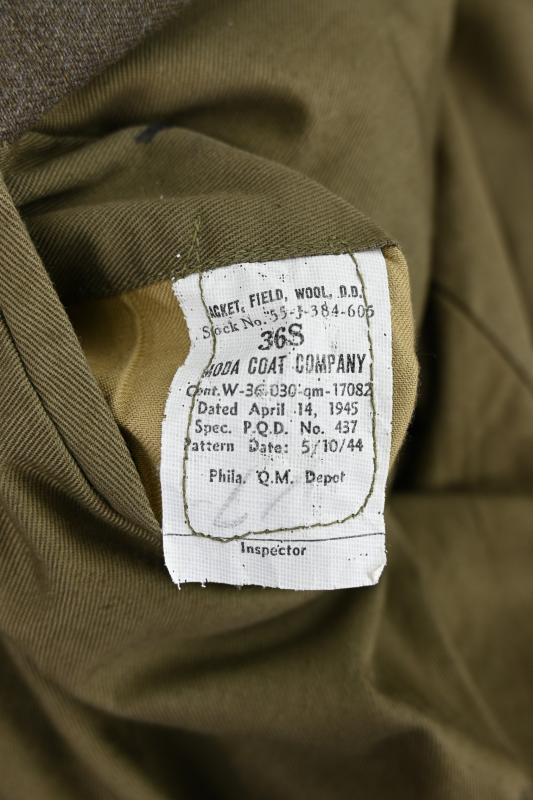 JACKET, FIELD, WOOL, O.D.
Stock No. 55-J-384-605
36S
MODA COAT COMPANY
Cont. W-36-030-qm-17082
Dated April 14, 1945
Spec. P.Q.D. No. 437
Pattern Date: 5/10/44
Phila. Q.M. Depot
Inspector